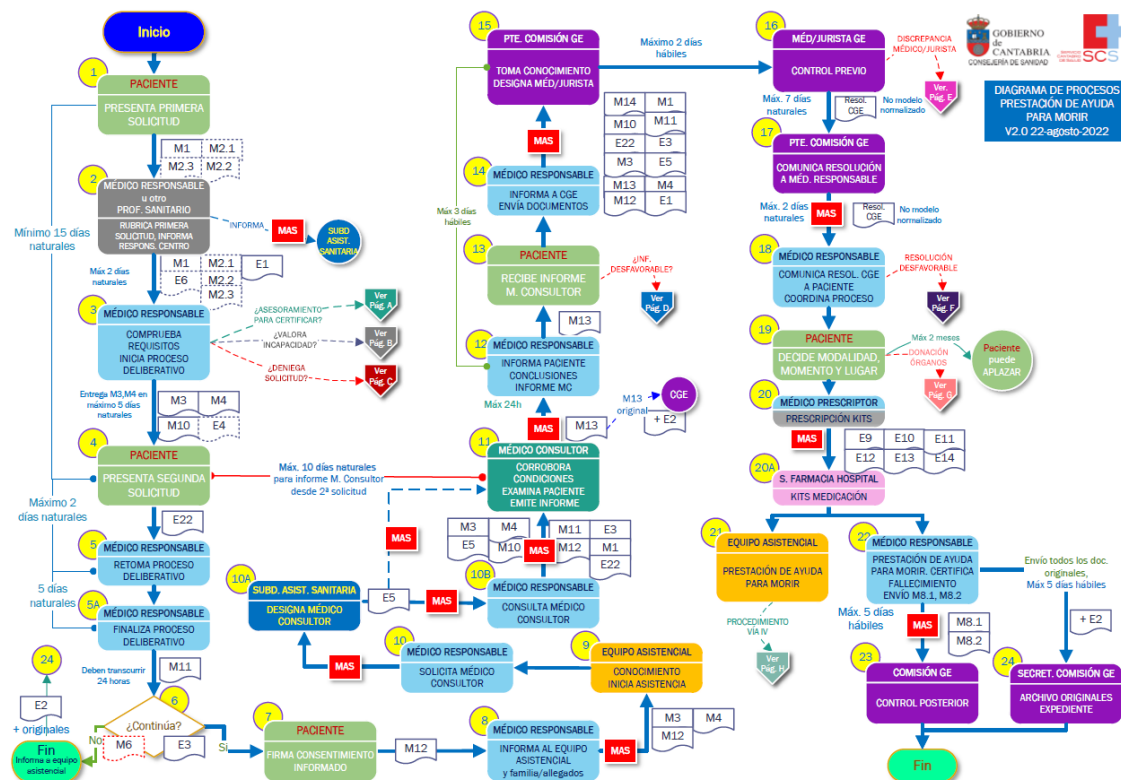 Inicio
1
PACIENTE
PRESENTA PRIMERA
SOLICITUD
M1
M2.1
M2.3
M2.2
2
MÉDICO RESPONSABLE
u otro
PROF. SANITARIO
RUBRICA PRIMERA
SOLICITUD, INFORMA
RESPONS. CENTRO
INFORMA
MAS
SUBD
ASIST.
SANITARIA
Mínimo 15 días
naturales
Máx 2 días
naturales
M1
M2.1
E1
E6
M2.2
M2.3
3
MÉDICO RESPONSABLE
COMPRUEBA
REQUISITOS
INICIA PROCESO
DELIBERATIVO
¿ASESORAMIENTO
PARA CERTIFICAR?
Ver
Pág. A
¿VALORA
INCAPACIDAD?
Ver
Pág. B
¿DENIEGA
SOLICITUD?
Ver
Pág. C
Entrega M3,M4 en
máximo 5 días
naturales
M3
M4
M10
E4
4
PACIENTE
PRESENTA SEGUNDA
SOLICITUD
Máx. 10 días naturales
para informe M. Consultor
desde 2ª solicitud
Máximo 2
días naturales
E22
5
MÉDICO RESPONSABLE
RETOMA PROCESO
DELIBERATIVO
5 días
naturales
5A
MÉDICO RESPONSABLE
FINALIZA PROCESO
DELIBERATIVO
Deben transcurrir
24 horas
M11
6
¿Continúa?
No
Si
M6
E3
24
E2
+ originales
Fin
Informa a equipo
asistencial
7
PACIENTE
FIRMA CONSENTIMIENTO
INFORMADO
M12
8
MÉDICO RESPONSABLE
INFORMA AL EQUIPO
ASISTENCIAL
y familia/allegados
MAS
M3
M4
M12
9
EQUIPO ASISTENCIAL
CONOCIMIENTO
INICIA ASISTENCIA
10
MÉDICO RESPONSABLE
SOLICITA MÉDICO
CONSULTOR
MAS
10A
SUBD. ASIST. SANITARIA
DESIGNA MÉDICO
CONSULTOR
E5
MAS
MAS
10B
MÉDICO RESPONSABLE
CONSULTA MÉDICO
CONSULTOR
M3
M4
E5
M10
MAS
M11
E3
M12
M1
E22
11
MÉDICO CONSULTOR
CORROBORA
CONDICIONES
EXAMINA PACIENTE
EMITE INFORME
Máx 24h
MAS
M13
M13
original
+ E2
CGE
12
MÉDICO RESPONSABLE
INFORMA PACIENTE
CONCLUSIONES
INFORME MC
M13
13
PACIENTE
RECIBE INFORME
M. CONSULTOR
¿INF.
DESFAVORABLE?
Ver
Pág. D
Máx 3 días
hábiles
14
MÉDICO RESPONSABLE
INFORMA A CGE
ENVÍA DOCUMENTOS
MAS
M14
M1
M10
M11
E22
E3
M3
E5
M13
M4
M12
E1
15
PTE. COMISIÓN GE
TOMA CONOCIMIENTO
DESIGNA MÉD/JURISTA
Máximo 2 días
hábiles
16
MÉD/JURISTA GE
CONTROL PREVIO
DISCREPANCIA
MÉDICO/JURISTA
Ver.
Pág. E
GOBIERNO
de
CANTABRIA
CONSEJERÍA DE SANIDAD
SCS
DIAGRAMA DE PROCESOS
PRESTACIÓN DE AYUDA
PARA MORIR
V2.0 22-agosto-2022
Máx. 7 días
naturales
Resol.
CGE
No modelo
normalizado
17
PTE. COMISIÓN GE
COMUNICA RESOLUCIÓN
A MÉD. RESPONSABLE
Máx. 2 días
naturales
MAS
Resol.
CGE
No modelo
normalizado
18
MÉDICO RESPONSABLE
COMUNICA RESOL. CGE
A PACIENTE
COORDINA PROCESO
RESOLUCIÓN
DESFAVORABLE
Ver
Pág. F
19
PACIENTE
DECIDE MODALIDAD,
MOMENTO Y LUGAR
Máx 2 meses
Paciente
puede
APLAZAR
DONACIÓN
ÓRGANOS
Ver
Pág. G
20
MÉDICO PRESCRIPTOR
PRESCRIPCIÓN KITS
MAS
E9
E10
E11
E12
E13
E14
20A
S. FARMACIA HOSPITAL
KITS MEDICACIÓN
21
EQUIPO ASISTENCIAL
PRESTACIÓN DE AYUDA
PARA MORIR
PROCEDIMIENTO
VÍA IV
Ver
Pág. H
22
MÉDICO RESPONSABLE
PRESTACIÓN DE AYUDA
PARA MORIR. CERTIFICA
FALLECIMIENTO
ENVÍO M8.1, M8.2
Máx. 5 días
hábiles
MAS
M8.1
M8.2
Envío todos los doc.
originales,
Máx 5 días hábiles
+ E2
23
COMISIÓN GE
CONTROL POSTERIOR
24
SECRET. COMISIÓN GE
ARCHIVO ORIGINALES
EXPEDIENTE
Fin